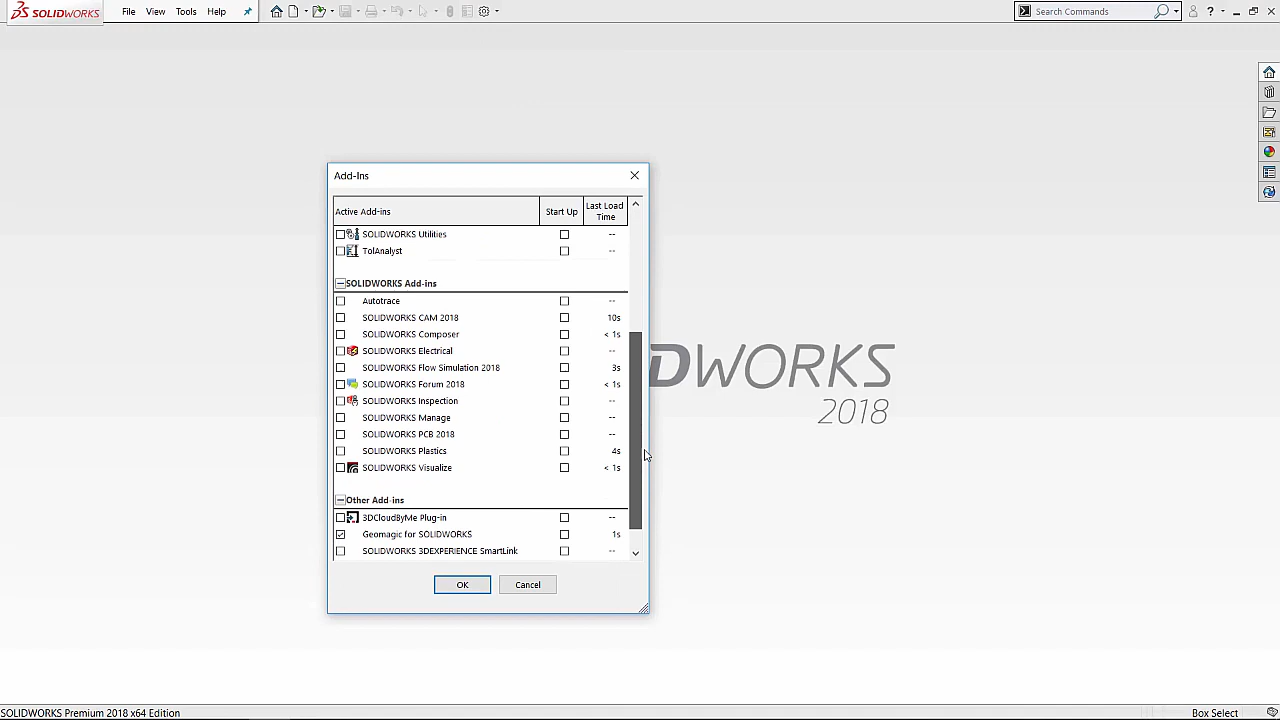 SOLIDWORKS File View Tools Help Search Commands ?
Add-Ins
Active Add-ins Start Up Last Load Time
SOLIDWORKS Utilities --
TolAnalyst --
SOLIDWORKS Add-ins
Autotrace --
SOLIDWORKS CAM 2018 10s
SOLIDWORKS Composer < 1s
SOLIDWORKS Electrical --
SOLIDWORKS Flow Simulation 2018 3s
SOLIDWORKS Forum 2018 < 1s
SOLIDWORKS Inspection --
SOLIDWORKS Manage --
SOLIDWORKS PCB 2018 --
SOLIDWORKS Plastics 4s
SOLIDWORKS Visualize < 1s
Other Add-ins
3DCloudByMe Plug-in --
Geomagic for SOLIDWORKS 1s
SOLIDWORKS 3DEXPERIENCE SmartLink --
OK Cancel
DWORKS
2018
SOLIDWORKS Premium 2018 x64 Edition Box Select